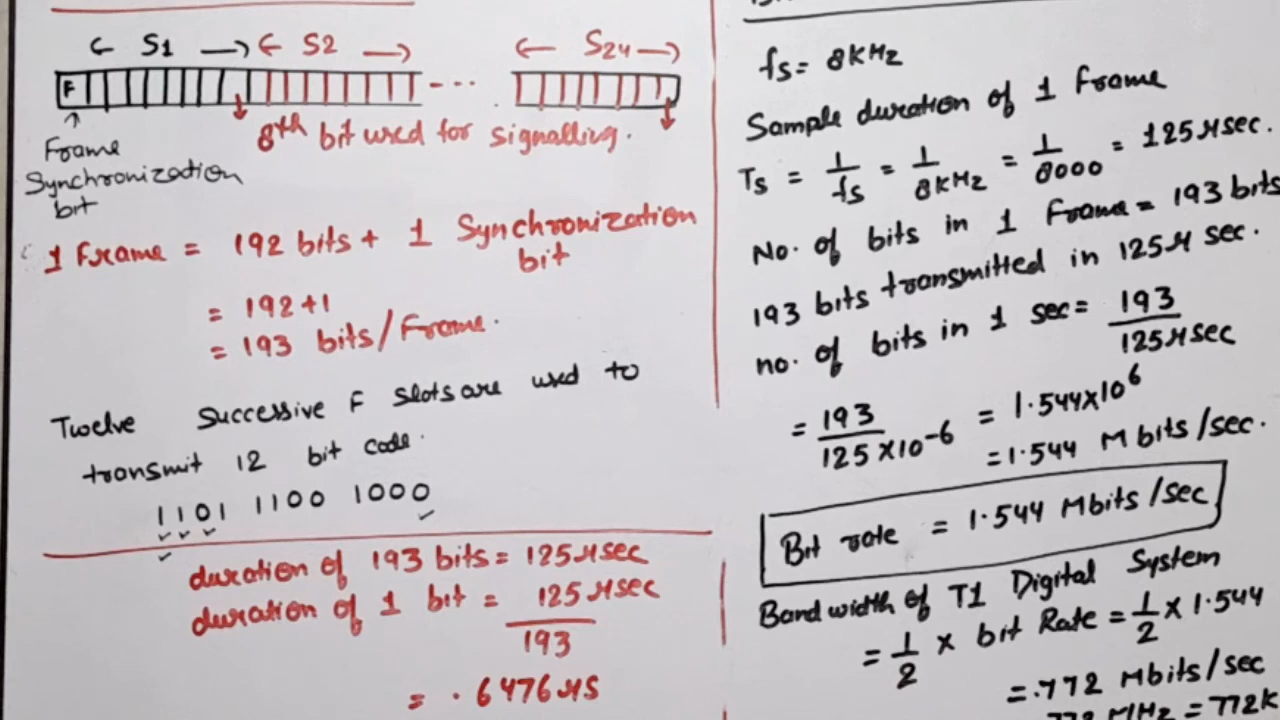 ← S1 → ← S2 → ← S24 →
F ....
Frame
Synchronization
bit
8th bit used for signalling.
1 Frame = 192 bits + 1 Synchronization
bit
= 192+1
= 193 bits/Frame.
Twelve successive F slots are used to
transmit 12 bit code.
1101 1100 1000
duration of 193 bits = 125 μsec
duration of 1 bit = 125 μsec
193
= .6476 μs
fs = 8KHz
Sample duration of 1 Frame
Ts = 1/fs = 1/8KHz = 1/8000 = 125 μsec.
No. of bits in 1 Frame = 193 bits
193 bits transmitted in 125 μ sec.
no. of bits in 1 sec = 193
125 μsec
= 193/125×10-6 = 1.544×10⁶
= 1.544 Mbits/sec.
Bit rate = 1.544 Mbits/sec
Bandwidth of T1 Digital System
= 1/2 × bit Rate = 1/2 × 1.544
= .772 Mbits/sec
MHz = 772K